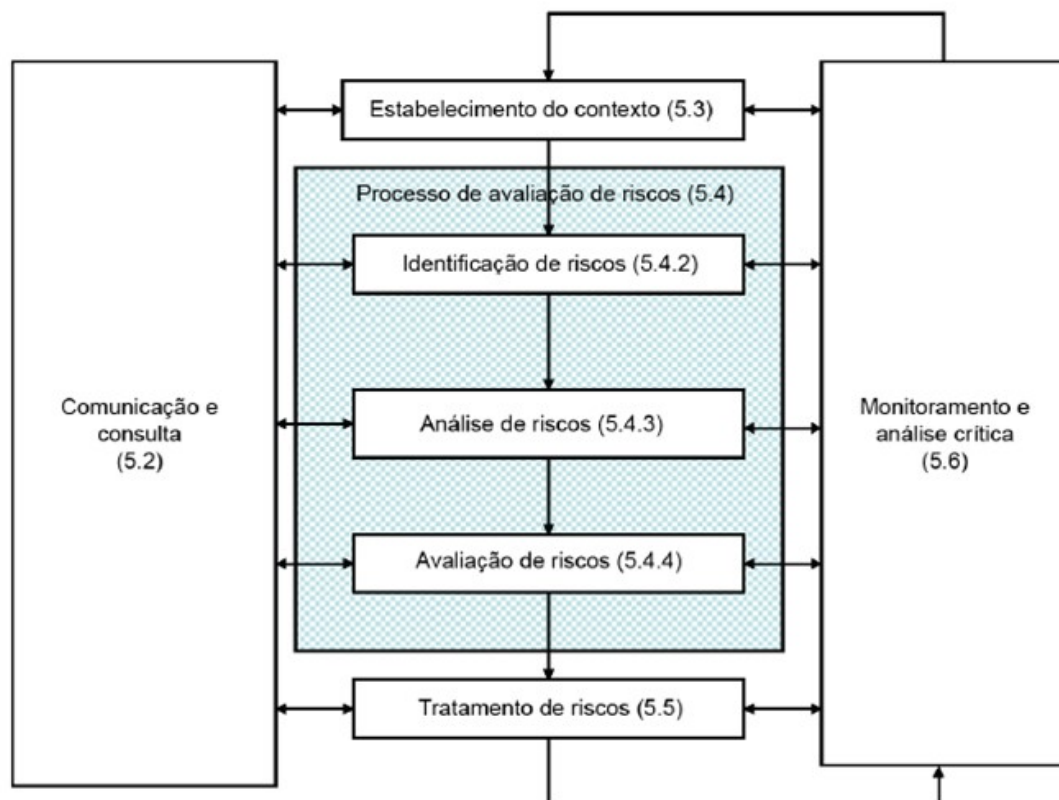 Estabelecimento do contexto (5.3)
Processo de avaliação de riscos (5.4)
Identificação de riscos (5.4.2)
Comunicação e
consulta
(5.2)
Análise de riscos (5.4.3)
Monitoramento e
análise crítica
(5.6)
Avaliação de riscos (5.4.4)
Tratamento de riscos (5.5)